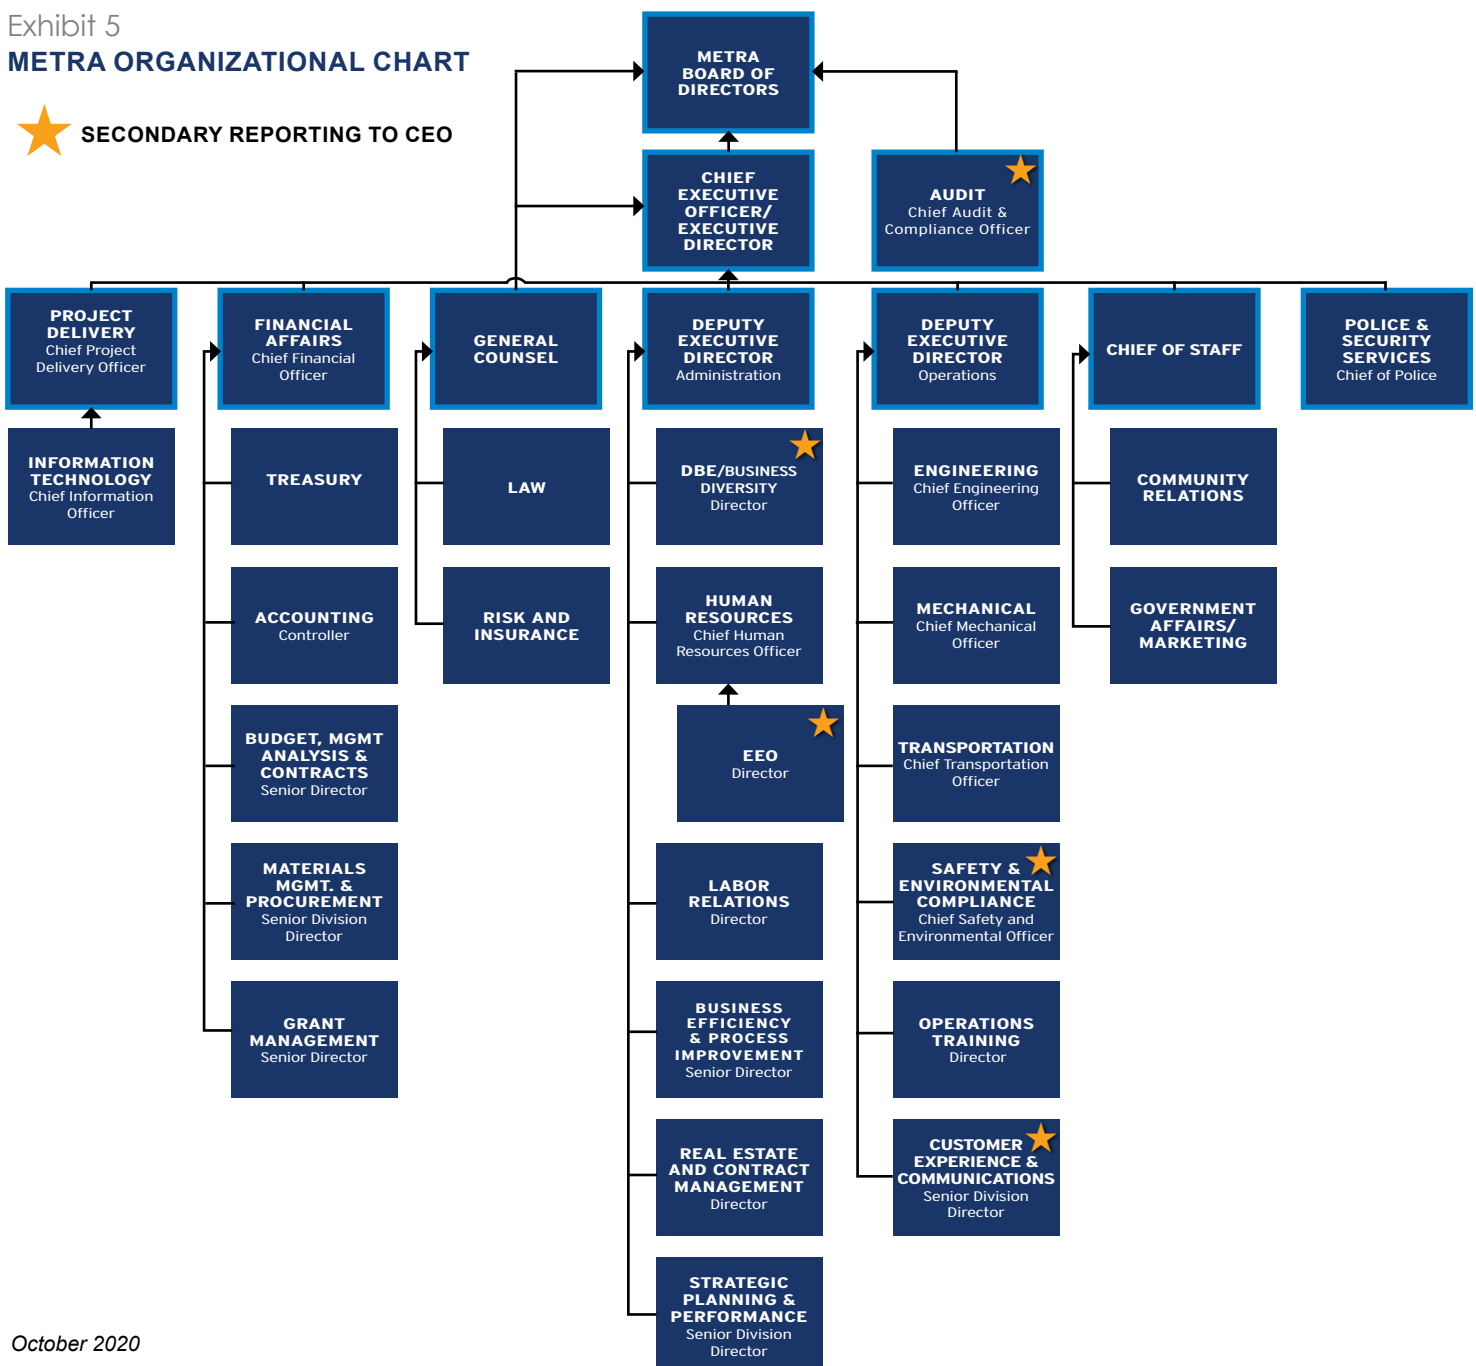 Exhibit 5
METRA ORGANIZATIONAL CHART
SECONDARY REPORTING TO CEO
METRA
BOARD OF
DIRECTORS
CHIEF
EXECUTIVE
OFFICER/
EXECUTIVE
DIRECTOR
AUDIT
Chief Audit &
Compliance Officer
PROJECT
DELIVERY
Chief Project
Delivery Officer
FINANCIAL
AFFAIRS
Chief Financial
Officer
GENERAL
COUNSEL
DEPUTY
EXECUTIVE
DIRECTOR
Administration
DEPUTY
EXECUTIVE
DIRECTOR
Operations
CHIEF OF STAFF
POLICE &
SECURITY
SERVICES
Chief of Police
INFORMATION
TECHNOLOGY
Chief Information
Officer
TREASURY
LAW
DBE/BUSINESS
DIVERSITY
Director
ENGINEERING
Chief Engineering
Officer
COMMUNITY
RELATIONS
ACCOUNTING
Controller
RISK AND
INSURANCE
HUMAN
RESOURCES
Chief Human
Resources Officer
MECHANICAL
Chief Mechanical
Officer
GOVERNMENT
AFFAIRS/
MARKETING
BUDGET, MGMT
ANALYSIS &
CONTRACTS
Senior Director
EEO
Director
TRANSPORTATION
Chief Transportation
Officer
MATERIALS
MGMT. &
PROCUREMENT
Senior Division
Director
LABOR
RELATIONS
Director
SAFETY &
ENVIRONMENTAL
COMPLIANCE
Chief Safety and
Environmental Officer
GRANT
MANAGEMENT
Senior Director
BUSINESS
EFFICIENCY
& PROCESS
IMPROVEMENT
Senior Director
OPERATIONS
TRAINING
Director
REAL ESTATE
AND CONTRACT
MANAGEMENT
Director
CUSTOMER
EXPERIENCE &
COMMUNICATIONS
Senior Division
Director
STRATEGIC
PLANNING &
PERFORMANCE
Senior Division
Director
October 2020